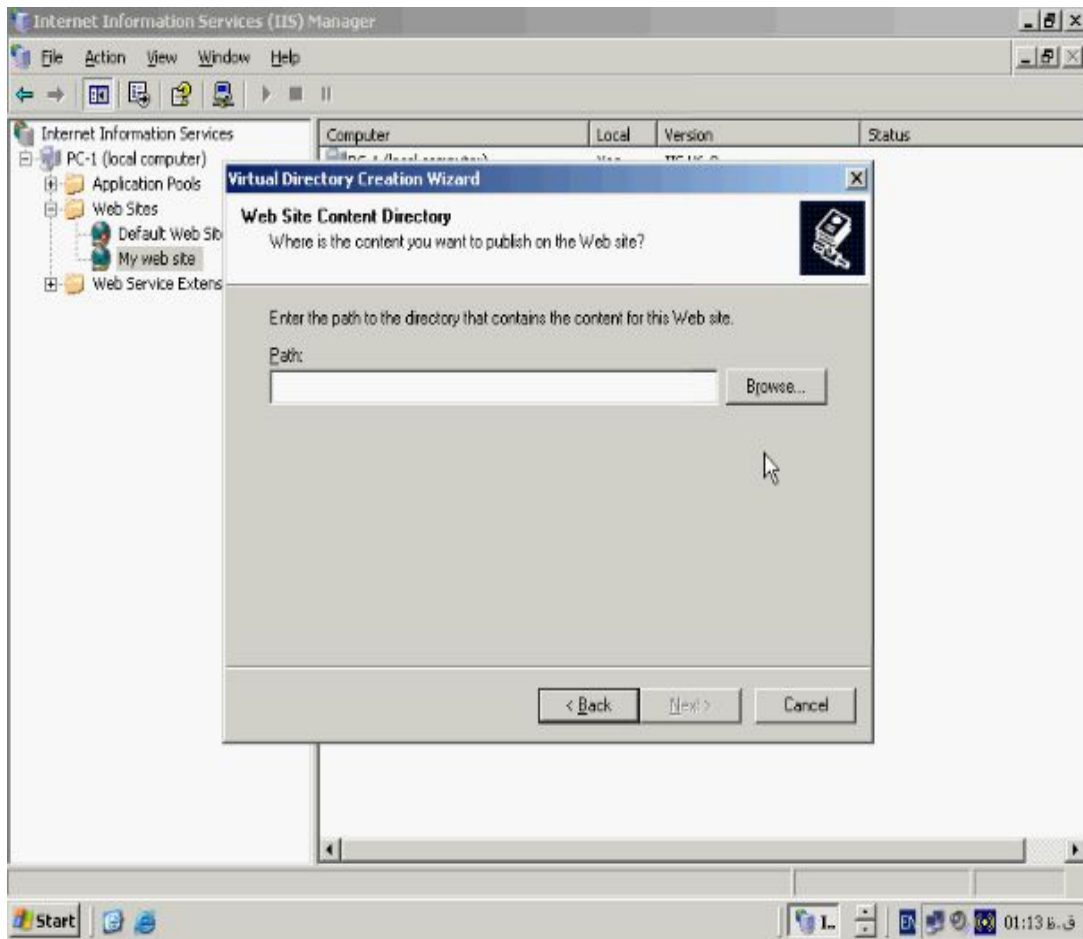 Internet Information Services (IIS) Manager
File Action View Window Help
Internet Information Services
Computer Local Version Status
PC-1 (local computer)
Application Pools
Web Sites
Default Web Sit
My web site
Web Service Extens
Virtual Directory Creation Wizard
Web Site Content Directory
Where is the content you want to publish on the Web site?
Enter the path to the directory that contains the content for this Web site.
Path:
Browse...
< Back Next > Cancel
Start I... EN 01:13 ق.ظ